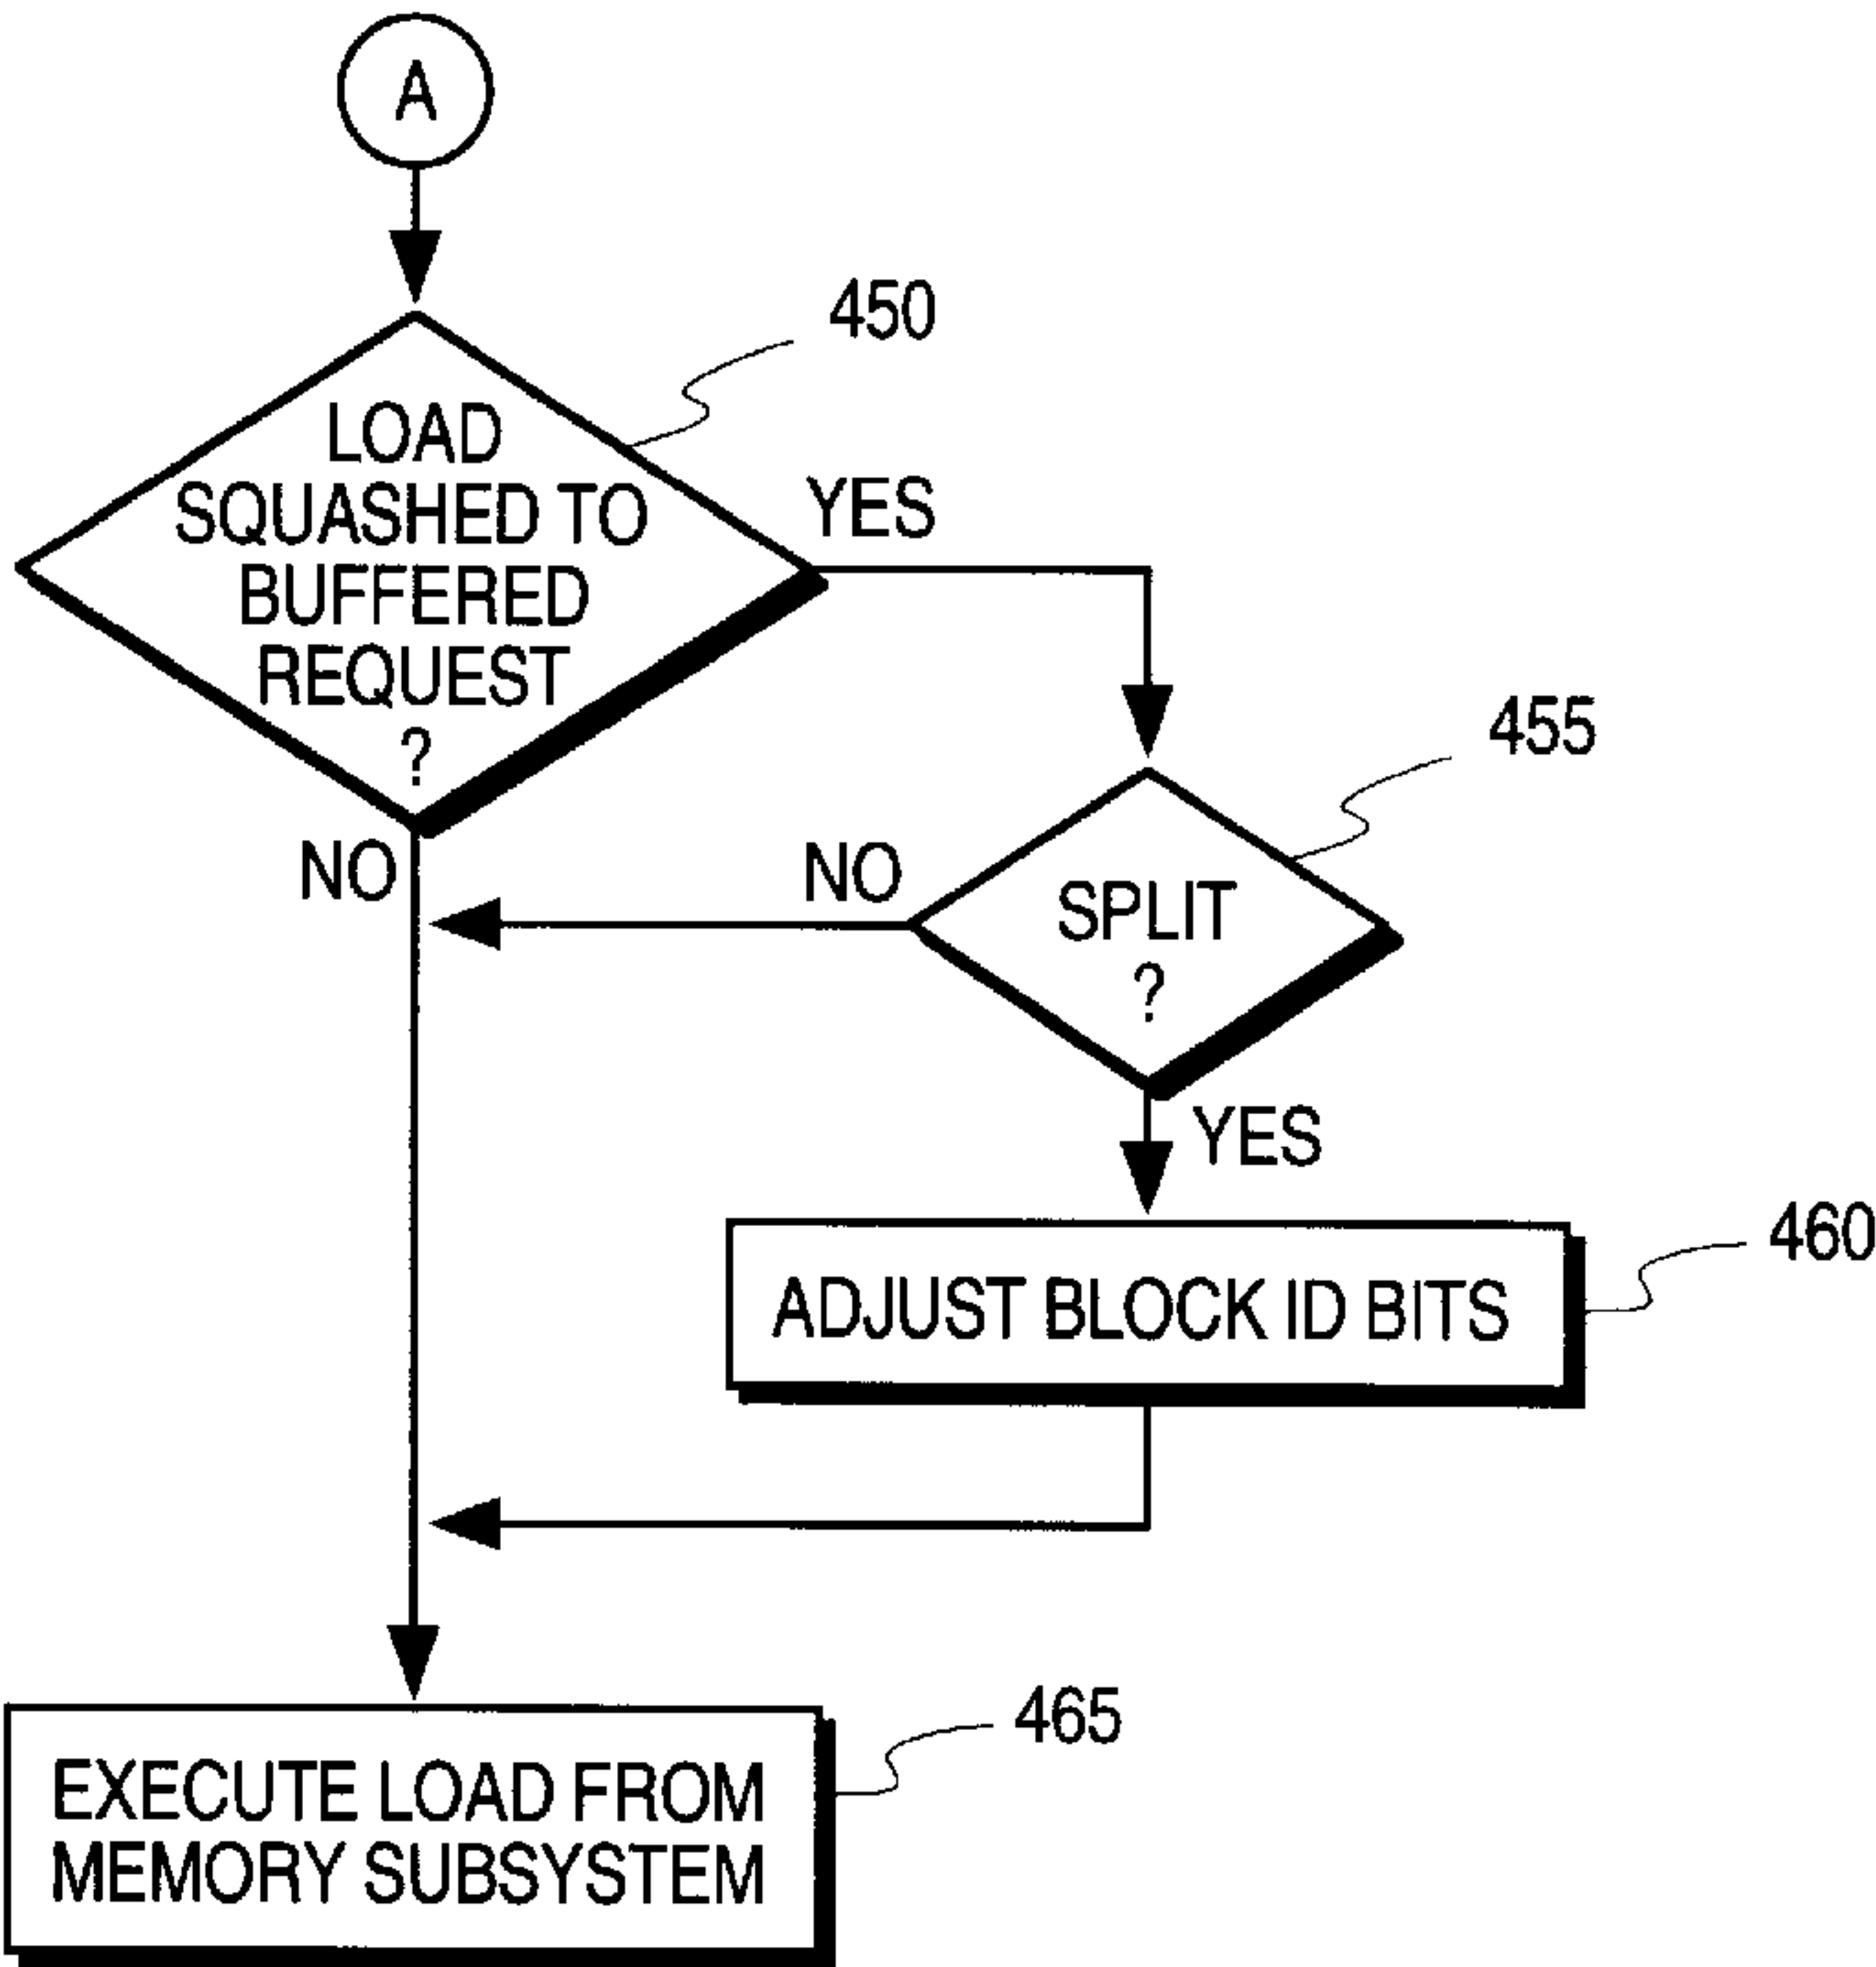 A
450
LOAD
SQUASHED TO
BUFFERED
REQUEST
?
YES
NO
455
NO
SPLIT
?
YES
460
ADJUST BLOCK ID BITS
465
EXECUTE LOAD FROM
MEMORY SUBSYSTEM